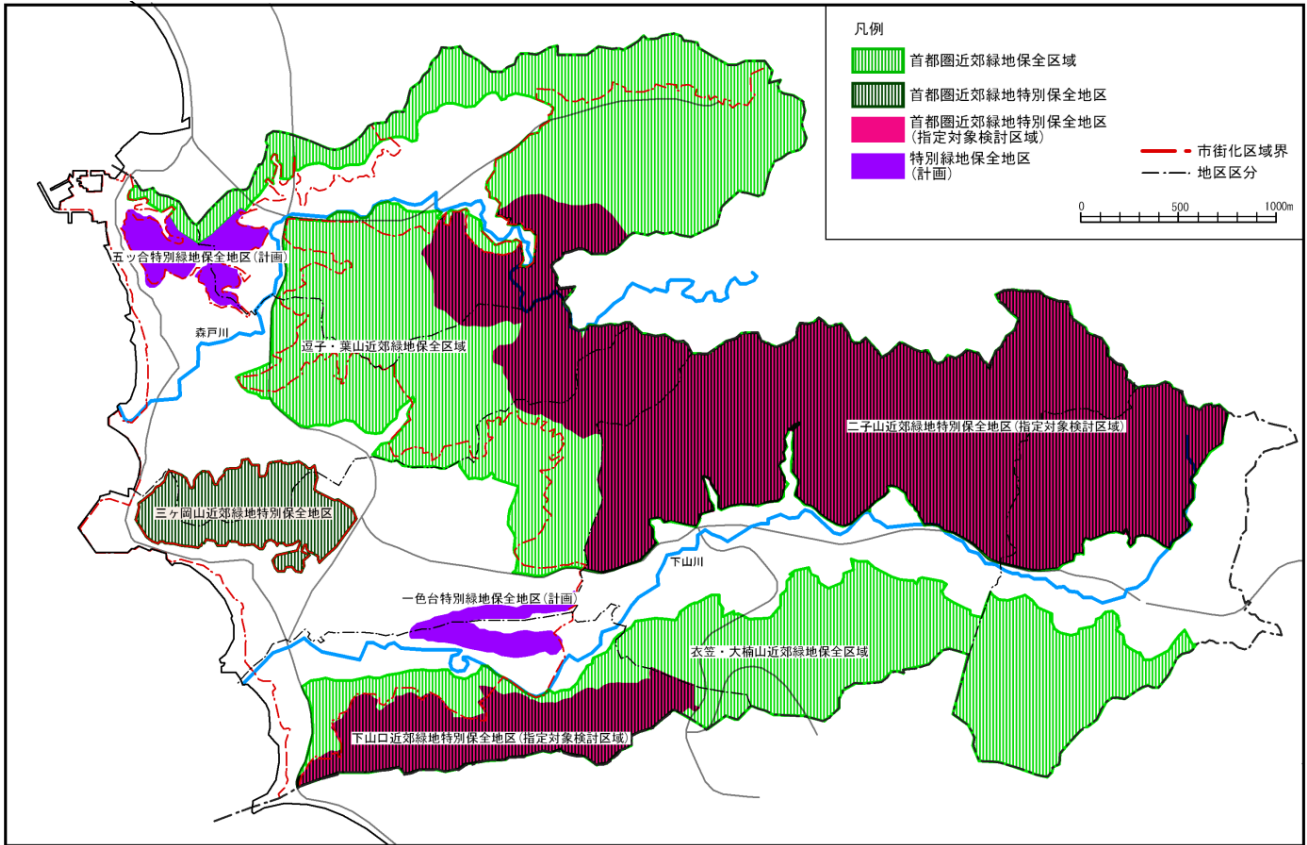 凡例
首都圏近郊緑地保全区域
首都圏近郊緑地特別保全地区
首都圏近郊緑地特別保全地区
(指定対象検討区域)
特別緑地保全地区
(計画)
市街化区域界
地区区分
0 500 1000m
五ッ合特別緑地保全地区(計画)
森戸川
逗子・葉山近郊緑地保全区域
二子山近郊緑地特別保全地区(指定対象検討区域)
三ヶ岡山近郊緑地特別保全地区
下山川
一色台特別緑地保全地区(計画)
衣笠・大楠山近郊緑地保全区域
下山口近郊緑地特別保全地区(指定対象検討区域)